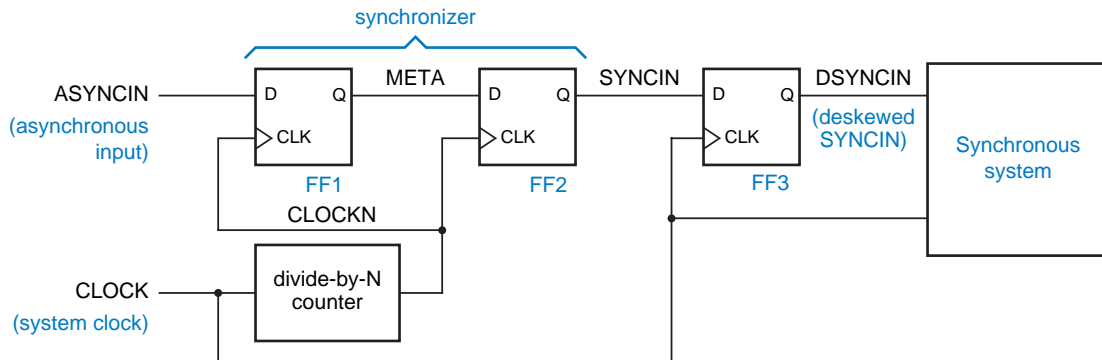 synchronizer
ASYNCIN
(asynchronous
input)
D
Q
CLK
FF1
META
D
Q
CLK
FF2
SYNCIN
D
Q
CLK
FF3
DSYNCIN
(deskewed
SYNCIN)
Synchronous
system
CLOCKN
CLOCK
(system clock)
divide-by-N
counter